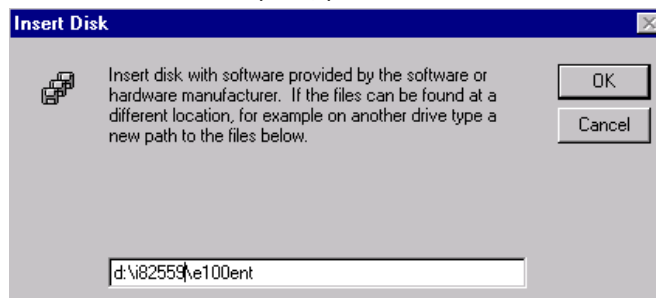 Insert Disk
Insert disk with software provided by the software or
hardware manufacturer. If the files can be found at a
different location, for example on another drive type a
new path to the files below.
OK
Cancel
d:\i82559\e100ent